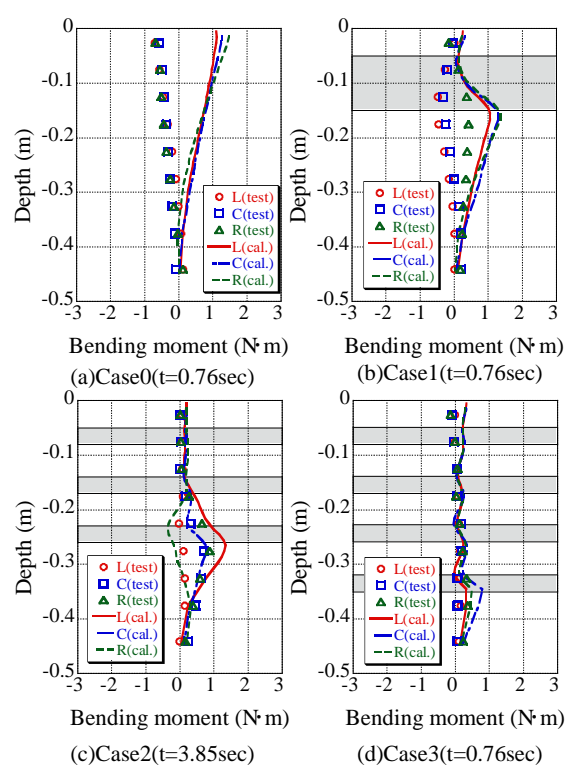 0
-0.1
-0.2
-0.3
-0.4
-0.5
Depth (m)
L(test)
C(test)
R(test)
L(cal.)
C(cal.)
R(cal.)
-3 -2 -1 0 1 2 3
Bending moment (N·m)
(a)Case0(t=0.76sec)
0
-0.1
-0.2
-0.3
-0.4
-0.5
Depth (m)
L(test)
C(test)
R(test)
L(cal.)
C(cal.)
R(cal.)
-3 -2 -1 0 1 2 3
Bending moment (N·m)
(b)Case1(t=0.76sec)
0
-0.1
-0.2
-0.3
-0.4
-0.5
Depth (m)
L(test)
C(test)
R(test)
L(cal.)
C(cal.)
R(cal.)
-3 -2 -1 0 1 2 3
Bending moment (N·m)
(c)Case2(t=3.85sec)
0
-0.1
-0.2
-0.3
-0.4
-0.5
Depth (m)
L(test)
C(test)
R(test)
L(cal.)
C(cal.)
R(cal.)
-3 -2 -1 0 1 2 3
Bending moment (N·m)
(d)Case3(t=0.76sec)